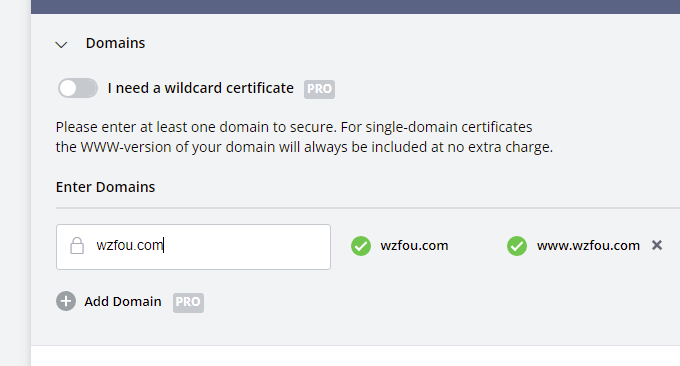 Domains
I need a wildcard certificate PRO
Please enter at least one domain to secure. For single-domain certificates
the WWW-version of your domain will always be included at no extra charge.
Enter Domains
wzfou.com wzfou.com www.wzfou.com
Add Domain PRO